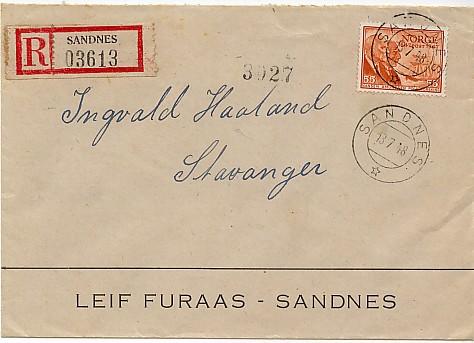 R
SANDNES
03613
3027
NORGE
55 55
SANDNES
13.7.48
Ingvald Haaland
Stavanger
LEIF FURAAS - SANDNES